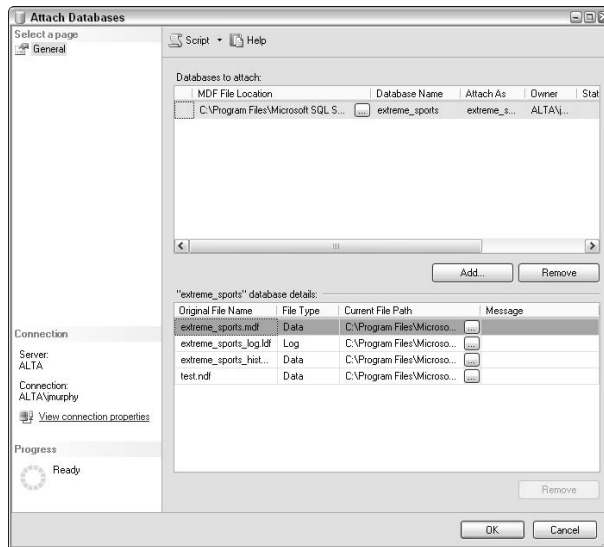 Attach Databases
Select a page
General
Script Help
Databases to attach:
MDF File Location Database Name Attach As Owner Stat
C:\Program Files\Microsoft SQL S... ... extreme_sports extreme_s... ALTA\j...
Add... Remove
"extreme_sports" database details:
Original File Name File Type Current File Path Message
extreme_sports.mdf Data C:\Program Files\Microso... ...
extreme_sports_log.ldf Log C:\Program Files\Microso... ...
extreme_sports_hist... Data C:\Program Files\Microso... ...
test.ndf Data C:\Program Files\Microso... ...
Connection
Server:
ALTA
Connection:
ALTA\jmurphy
View connection properties
Progress
Ready
Remove
OK Cancel